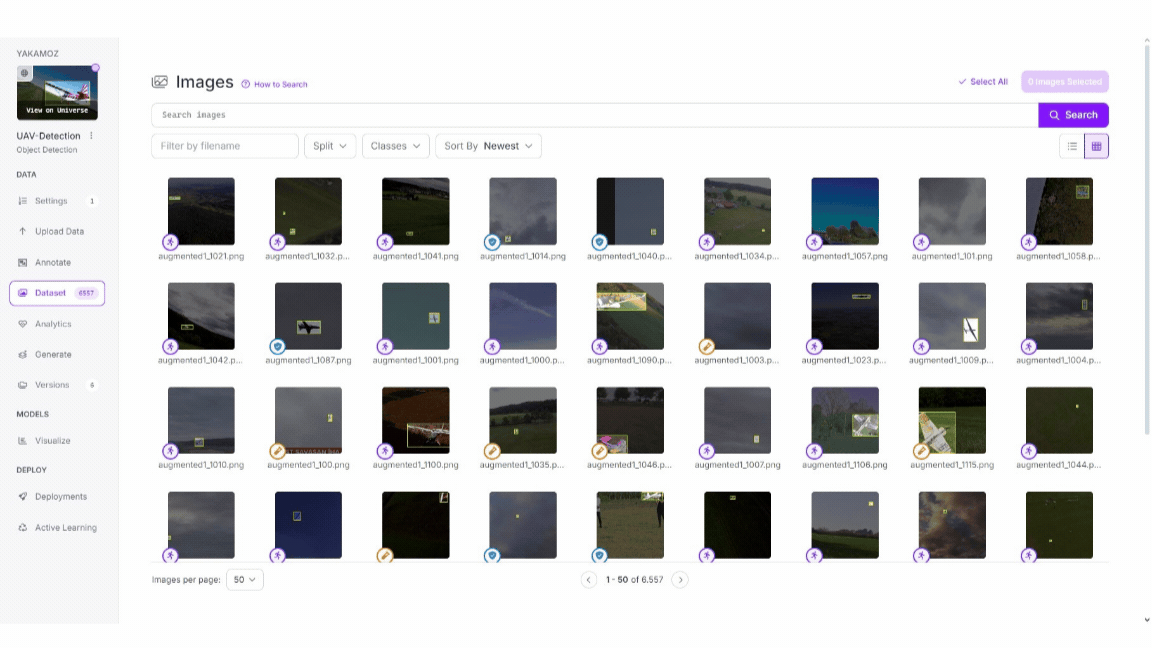 YAKAMOZ
View on Universe
UAV-Detection
Object Detection
DATA
Settings 1
Upload Data
Annotate
Dataset 6557
Analytics
Generate
Versions 6
MODELS
Visualize
DEPLOY
Deployments
Active Learning
Images How to Search
Select All 0 Images Selected
Search images Search
Filter by filename Split Classes Sort By Newest
augmented1_1021.png augmented1_1032.p... augmented1_1041.png augmented1_1014.png augmented1_1040.p... augmented1_1034.png augmented1_1057.png augmented1_101.png augmented1_1058.p...
augmented1_1042.p... augmented1_1087.png augmented1_1001.png augmented1_1000.p... augmented1_1090.p... augmented1_1003.png augmented1_1023.p... augmented1_1009.p... augmented1_1004.p...
augmented1_1010.png augmented1_100.png augmented1_1100.png augmented1_1035.p... augmented1_1046.p... augmented1_1007.png augmented1_1106.png augmented1_1115.png augmented1_1044.p...
Images per page: 50 1 - 50 of 6.557